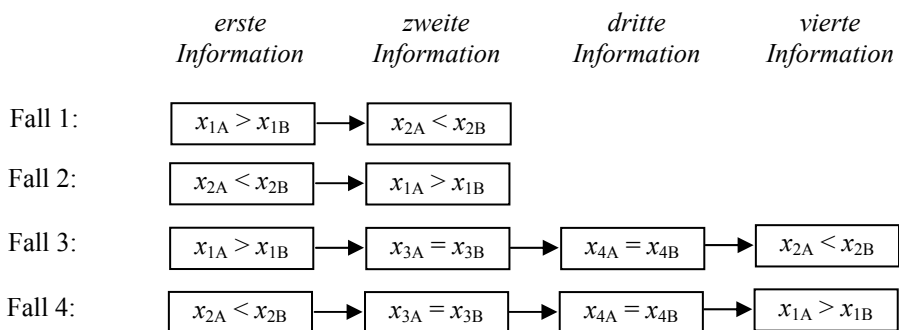 erste Information zweite Information dritte Information vierte Information
Fall 1: x1A > x1B x2A < x2B
Fall 2: x2A < x2B x1A > x1B
Fall 3: x1A > x1B x3A = x3B x4A = x4B x2A < x2B
Fall 4: x2A < x2B x3A = x3B x4A = x4B x1A > x1B